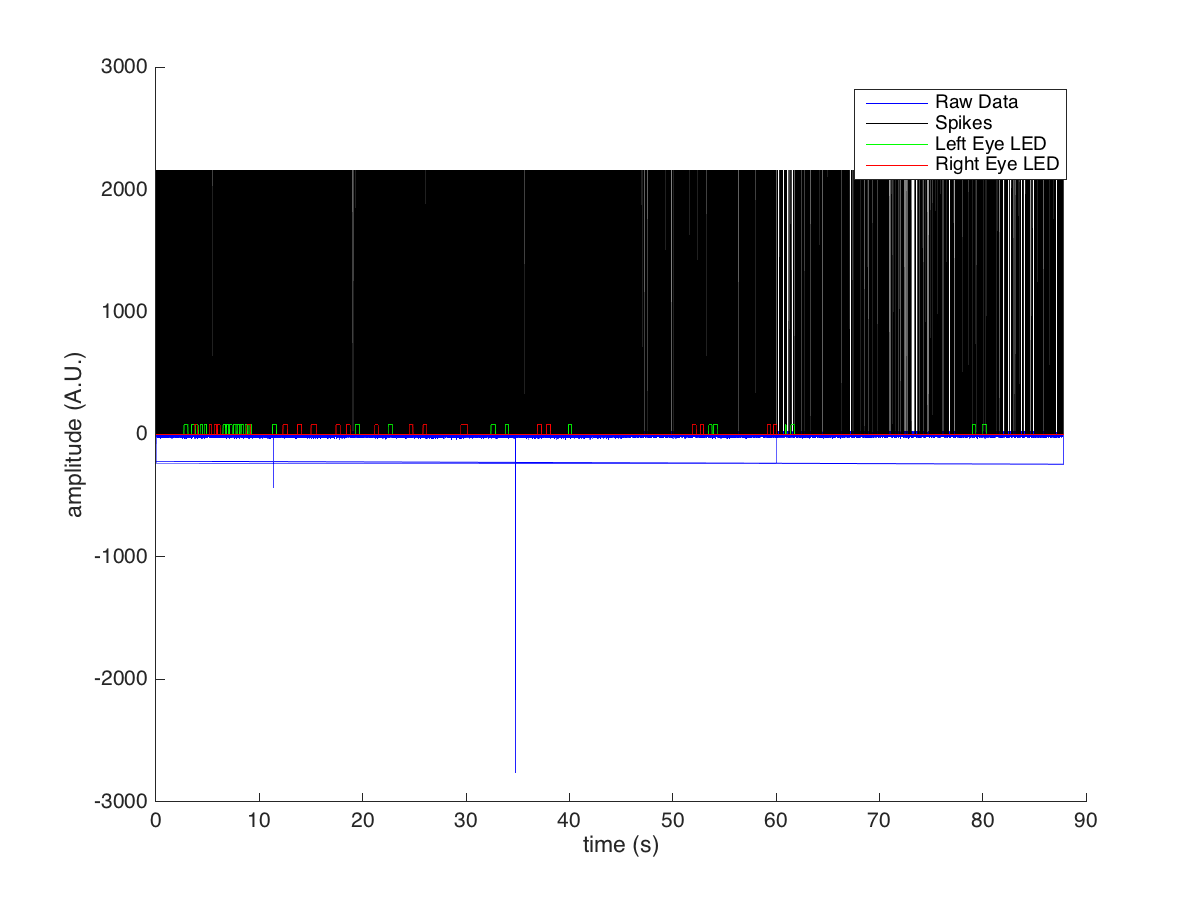 3000
2000
1000
0
-1000
-2000
-3000
amplitude (A.U.)
0 10 20 30 40 50 60 70 80 90
time (s)
Raw Data
Spikes
Left Eye LED
Right Eye LED